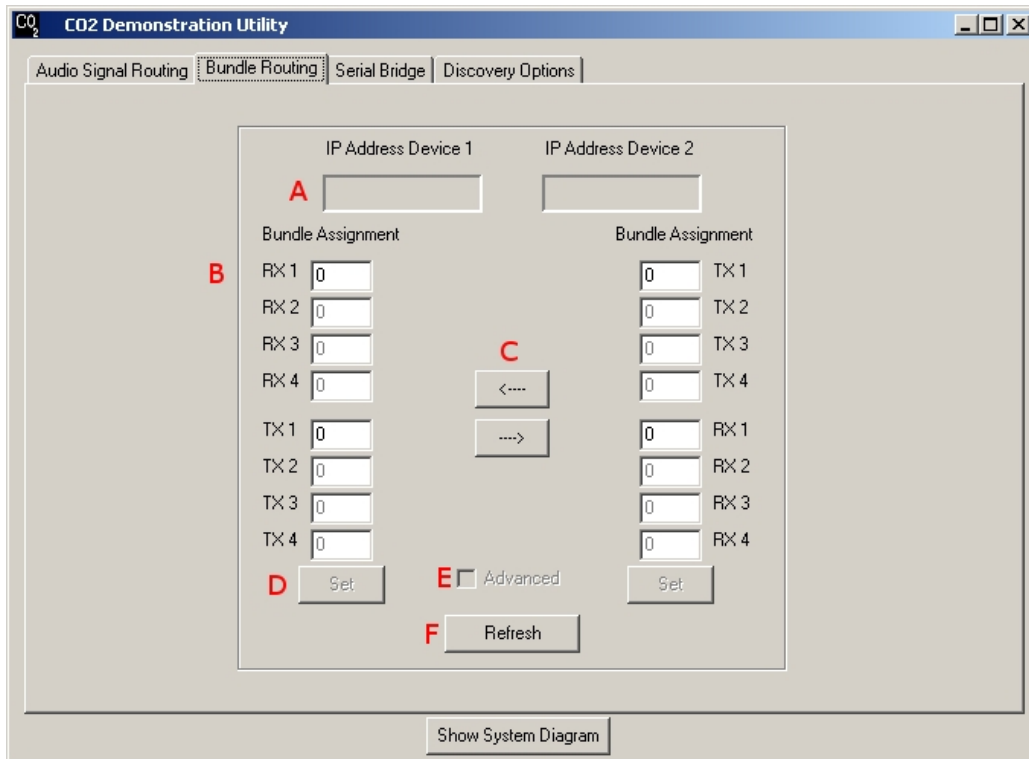 CO2 CO2 Demonstration Utility
Audio Signal Routing Bundle Routing Serial Bridge Discovery Options
IP Address Device 1 IP Address Device 2
A
Bundle Assignment Bundle Assignment
B RX 1 0 0 TX 1
RX 2 0 0 TX 2
RX 3 0 0 TX 3
C
RX 4 0 <---- 0 TX 4
TX 1 0 ----> 0 RX 1
TX 2 0 0 RX 2
TX 3 0 0 RX 3
TX 4 0 0 RX 4
D Set E Advanced Set
F Refresh
Show System Diagram